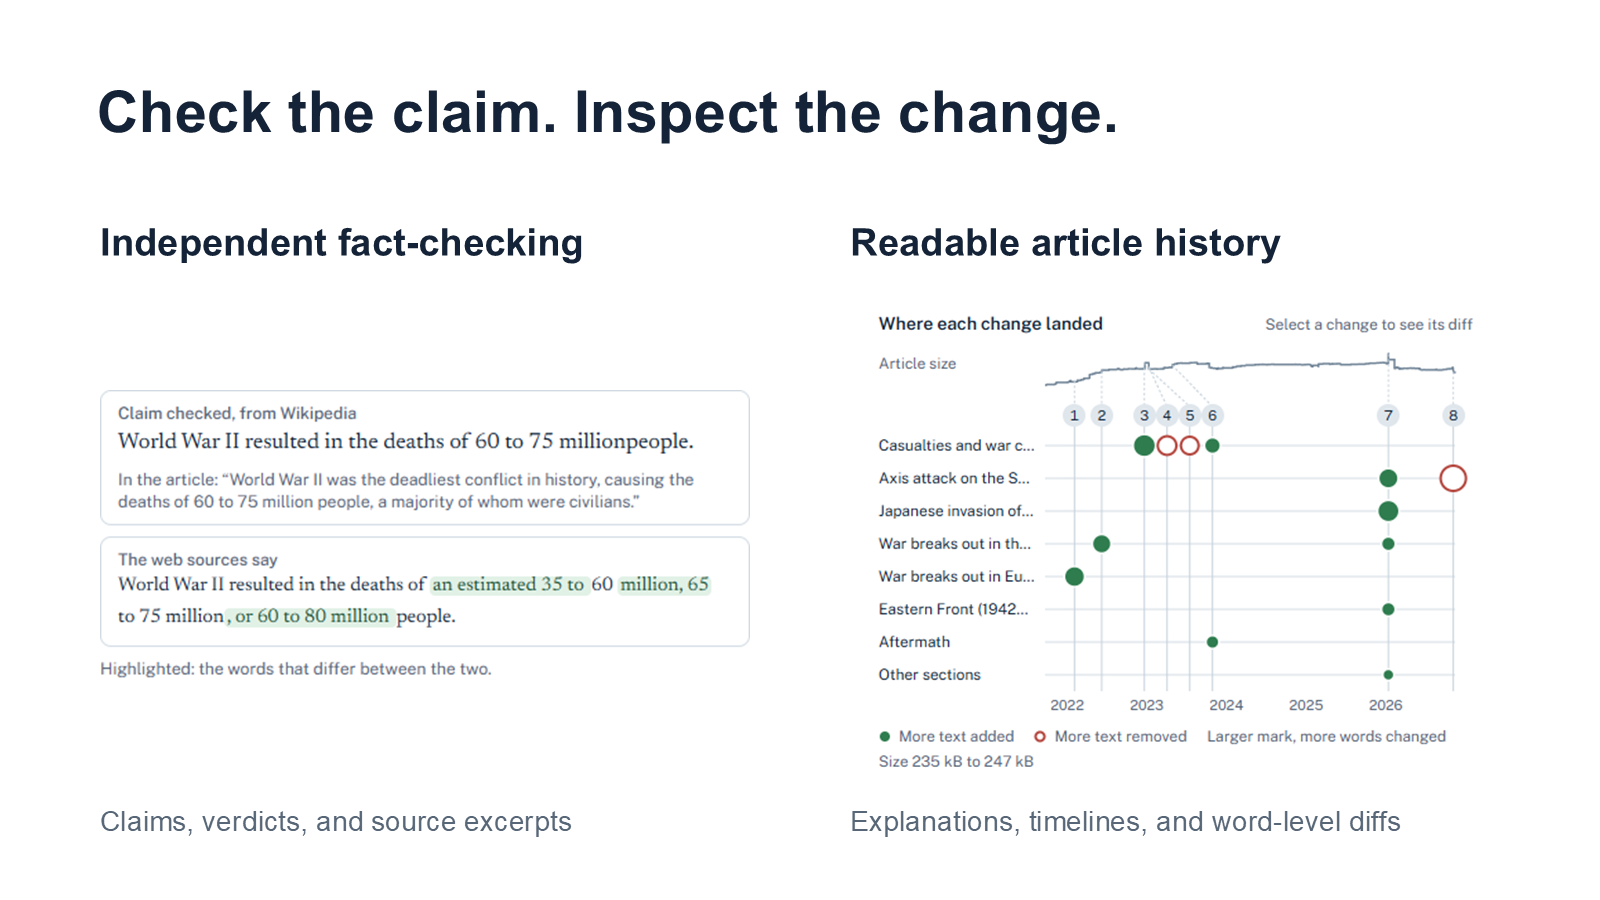 Check the claim. Inspect the change.
Independent fact-checking
Claim checked, from Wikipedia
World War II resulted in the deaths of 60 to 75 millionpeople.
In the article: “World War II was the deadliest conflict in history, causing the
deaths of 60 to 75 million people, a majority of whom were civilians.”
The web sources say
World War II resulted in the deaths of an estimated 35 to 60 million, 65
to 75 million, or 60 to 80 million people.
Highlighted: the words that differ between the two.
Claims, verdicts, and source excerpts
Readable article history
Where each change landed
Select a change to see its diff
Article size
1 2 3 4 5 6 7 8
Casualties and war c...
Axis attack on the S...
Japanese invasion of...
War breaks out in th...
War breaks out in Eu...
Eastern Front (1942...
Aftermath
Other sections
2022 2023 2024 2025 2026
More text added More text removed Larger mark, more words changed
Size 235 kB to 247 kB
Explanations, timelines, and word-level diffs